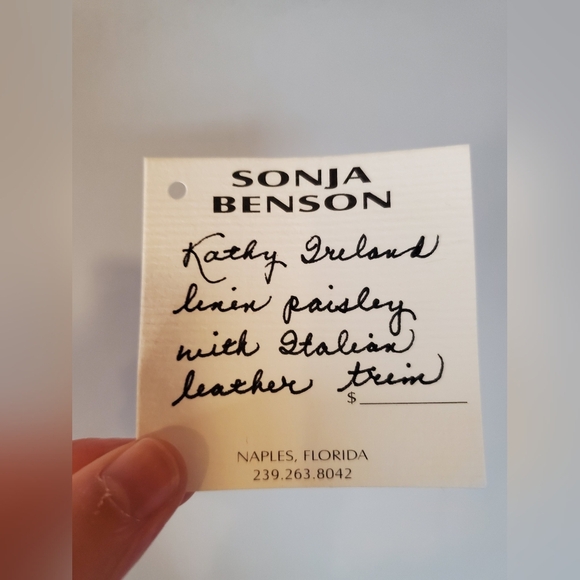 SONJA
BENSON
Kathy Ireland
linen paisley
with Italian
leather trim
$
NAPLES, FLORIDA
239.263.8042